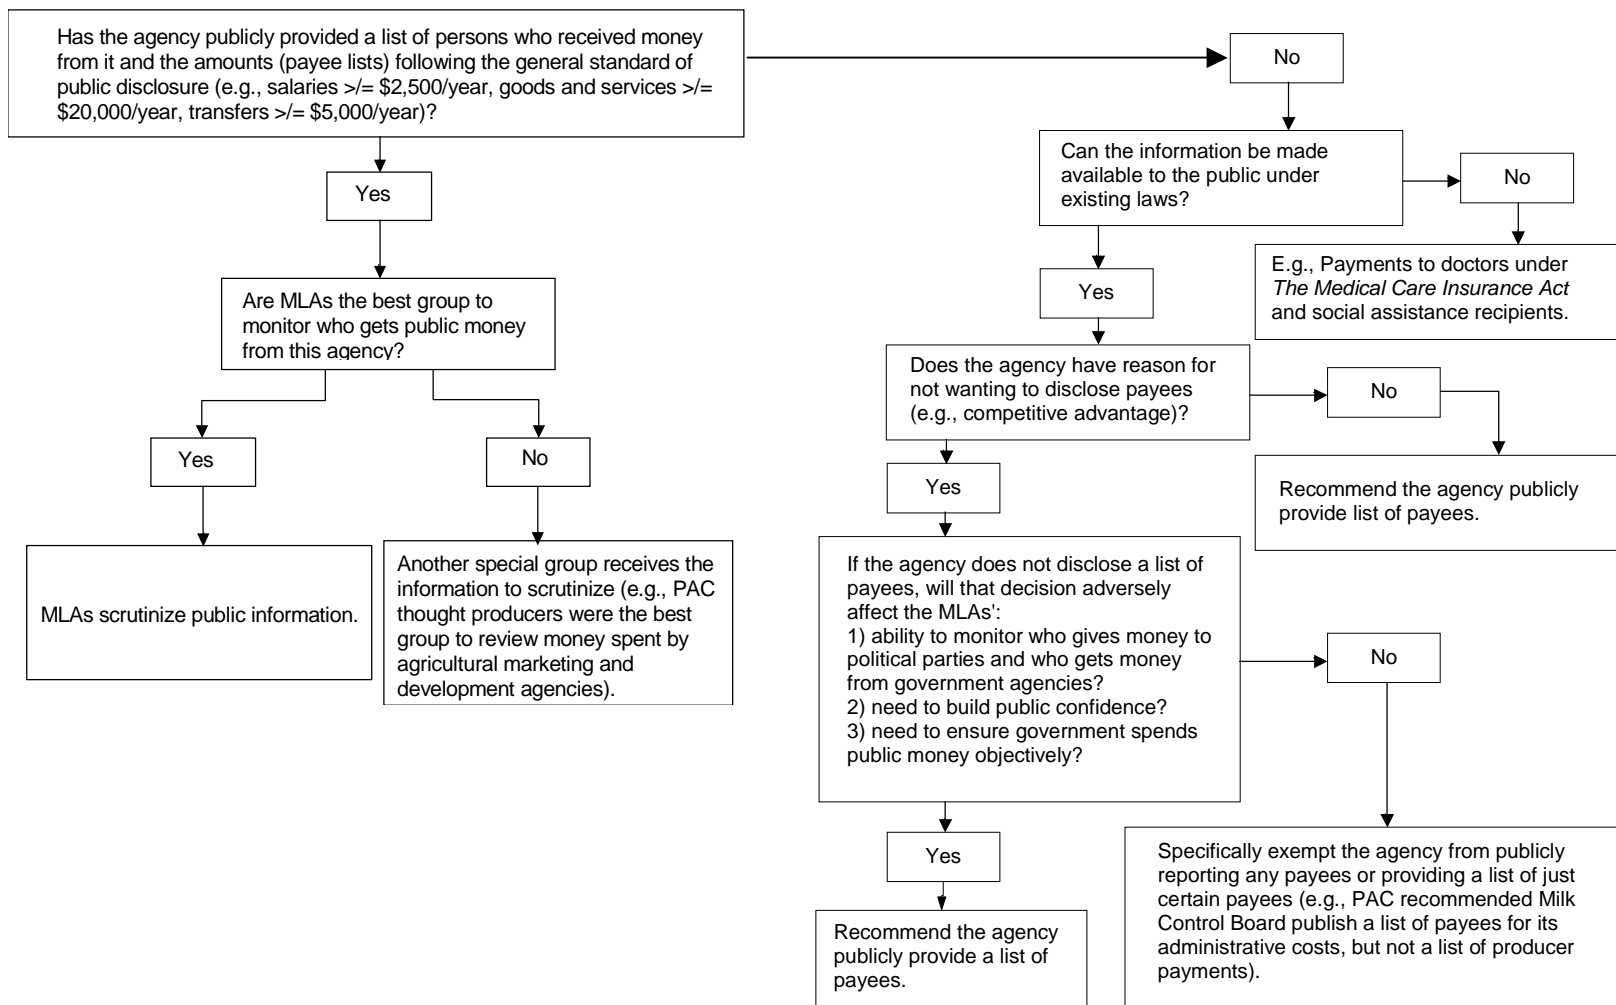 Has the agency publicly provided a list of persons who received money
from it and the amounts (payee lists) following the general standard of
public disclosure (e.g., salaries >/= $2,500/year, goods and services >/=
$20,000/year, transfers >/= $5,000/year)?
No
Yes
Can the information be made
available to the public under
existing laws?
No
Are MLAs the best group to
monitor who gets public money
from this agency?
Yes
E.g., Payments to doctors under
The Medical Care Insurance Act
and social assistance recipients.
Does the agency have reason for
not wanting to disclose payees
(e.g., competitive advantage)?
No
Yes
No
Yes
Recommend the agency publicly
provide list of payees.
MLAs scrutinize public information.
Another special group receives the
information to scrutinize (e.g., PAC
thought producers were the best
group to review money spent by
agricultural marketing and
development agencies).
If the agency does not disclose a list of
payees, will that decision adversely
affect the MLAs':
1) ability to monitor who gives money to
political parties and who gets money
from government agencies?
2) need to build public confidence?
3) need to ensure government spends
public money objectively?
No
Yes
Recommend the agency
publicly provide a list of
payees.
Specifically exempt the agency from publicly
reporting any payees or providing a list of just
certain payees (e.g., PAC recommended Milk
Control Board publish a list of payees for its
administrative costs, but not a list of producer
payments).